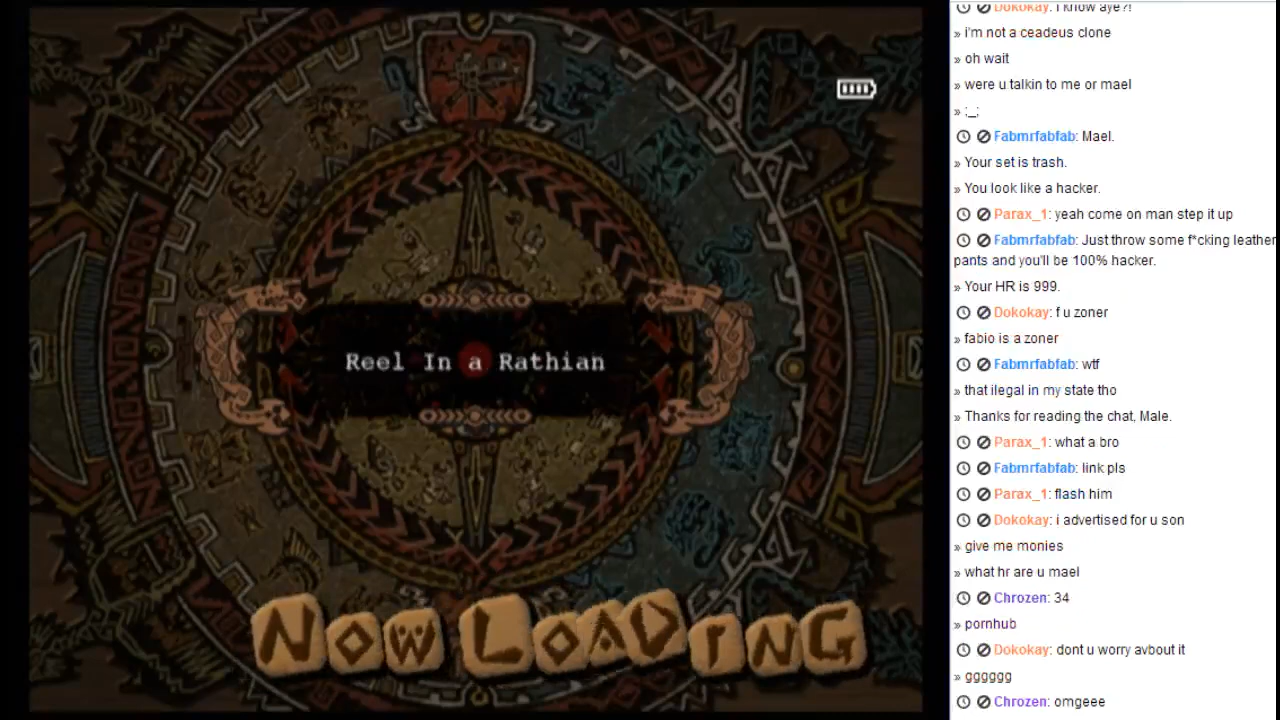 Reel In a Rathian
NOW LOADING
Dokokay: i know aye?!
» i'm not a ceadeus clone
» oh wait
» were u talkin to me or mael
» ;_;
Fabmrfabfab: Mael.
» Your set is trash.
» You look like a hacker.
Parax_1: yeah come on man step it up
Fabmrfabfab: Just throw some f*cking leather
pants and you'll be 100% hacker.
» Your HR is 999.
Dokokay: f u zoner
» fabio is a zoner
Fabmrfabfab: wtf
» that ilegal in my state tho
» Thanks for reading the chat, Male.
Parax_1: what a bro
Fabmrfabfab: link pls
Parax_1: flash him
Dokokay: i advertised for u son
» give me monies
» what hr are u mael
Chrozen: 34
» pornhub
Dokokay: dont u worry avbout it
» gggggg
Chrozen: omgeee